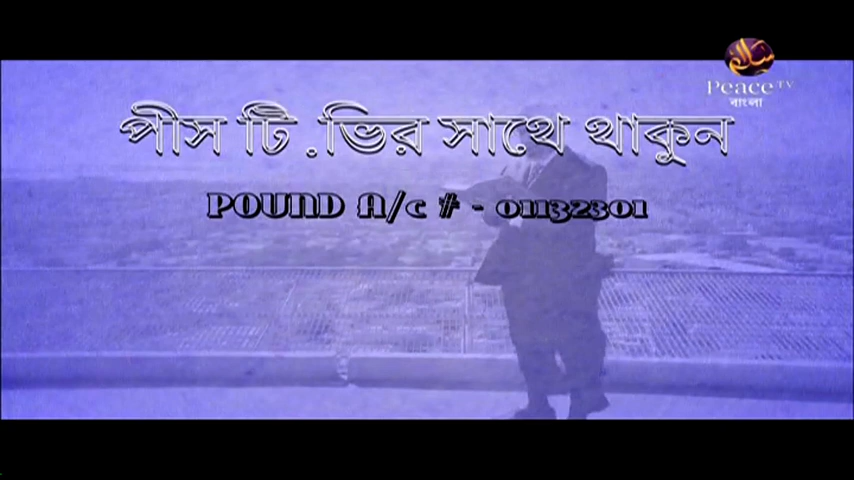 Peace TV
বাংলা
পীস টি .ভির সাথে থাকুন
POUND A/c # - 01132301